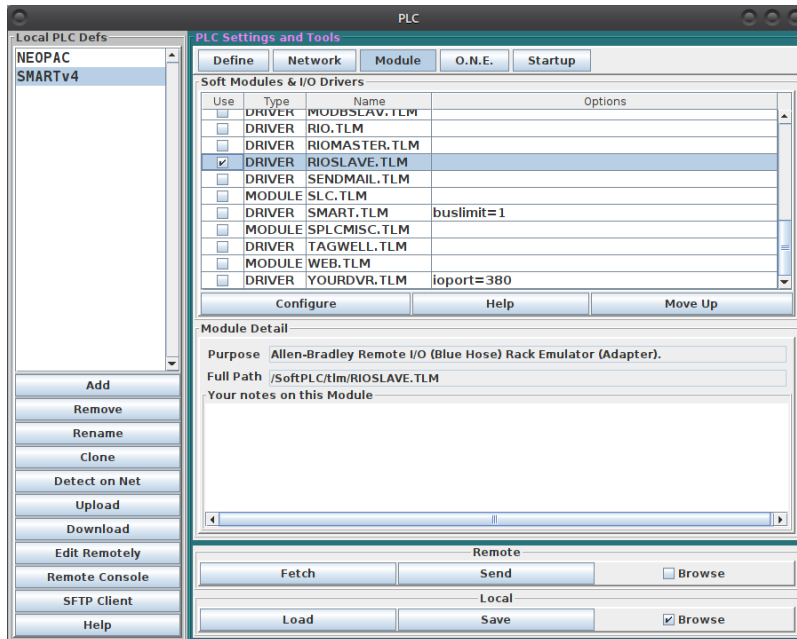 PLC
Local PLC Defs
NEOPAC
SMARTv4
Add
Remove
Rename
Clone
Detect on Net
Upload
Download
Edit Remotely
Remote Console
SFTP Client
Help
PLC Settings and Tools
Define Network Module O.N.E. Startup
Soft Modules & I/O Drivers
Use Type Name Options
DRIVER MODBSLAV.TLM
DRIVER RIO.TLM
DRIVER RIOMASTER.TLM
DRIVER RIOSLAVE.TLM
DRIVER SENDMAIL.TLM
MODULE SLC.TLM
DRIVER SMART.TLM buslimit=1
MODULE SPLCMISC.TLM
DRIVER TAGWELL.TLM
MODULE WEB.TLM
DRIVER YOURDVR.TLM ioport=380
Configure Help Move Up
Module Detail
Purpose Allen-Bradley Remote I/O (Blue Hose) Rack Emulator (Adapter).
Full Path /SoftPLC/tlm/RIOSLAVE.TLM
Your notes on this Module
Remote
Fetch Send Browse
Local
Load Save Browse